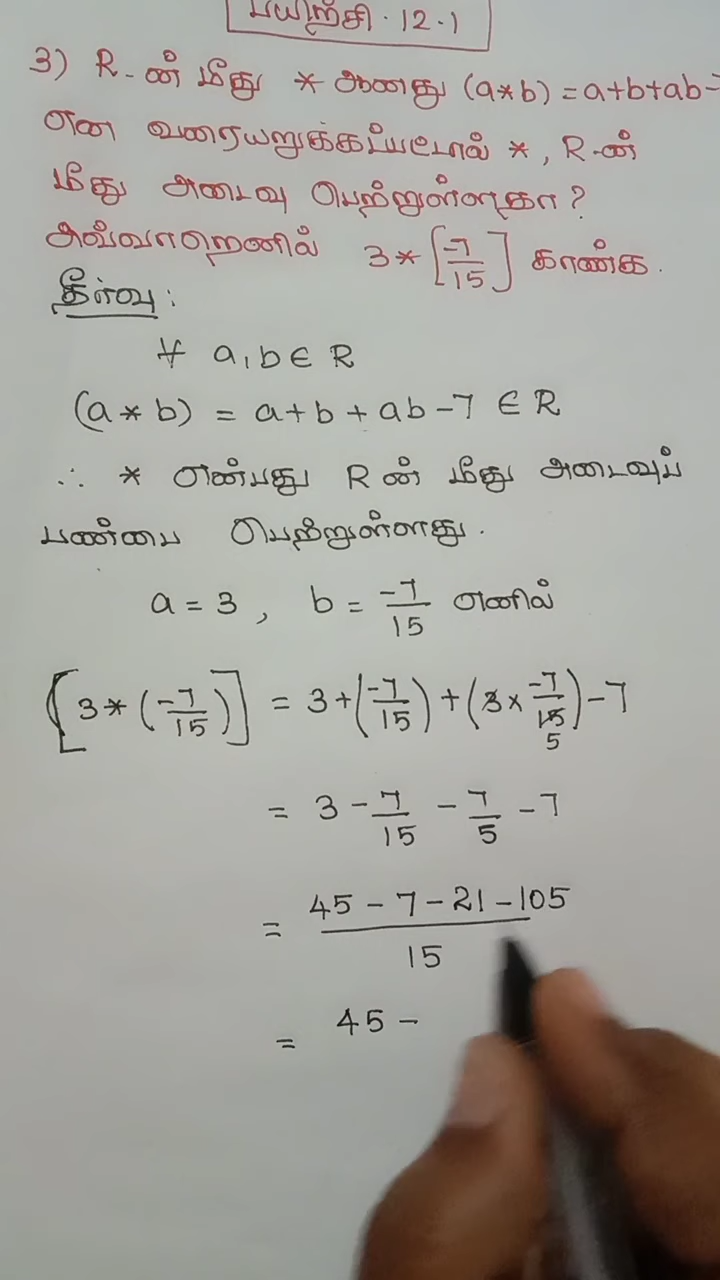 பயிற்சி · 12·1
3) R-ன் மீது * ஆனது (a*b) = a+b+ab-7
என வரையறுக்கப்பட்டால் *, R-ன்
மீது அடைவு பெற்றுள்ளதா?
அவ்வாறெனில் 3*[-7/15] காண்க.
தீர்வு :
∀ a,b ∈ R
(a * b) = a+b + ab-7 ∈ R
∴ * என்பது R ன் மீது அடைவுப்
பண்பை பெற்றுள்ளது.
a = 3 , b = -7/15 எனில்
[3*(-7/15)] = 3+(-7/15)+(3×-7/15)-7
5
= 3 - 7/15 - 7/5 - 7
= 45-7-21-105/15
= 45 -